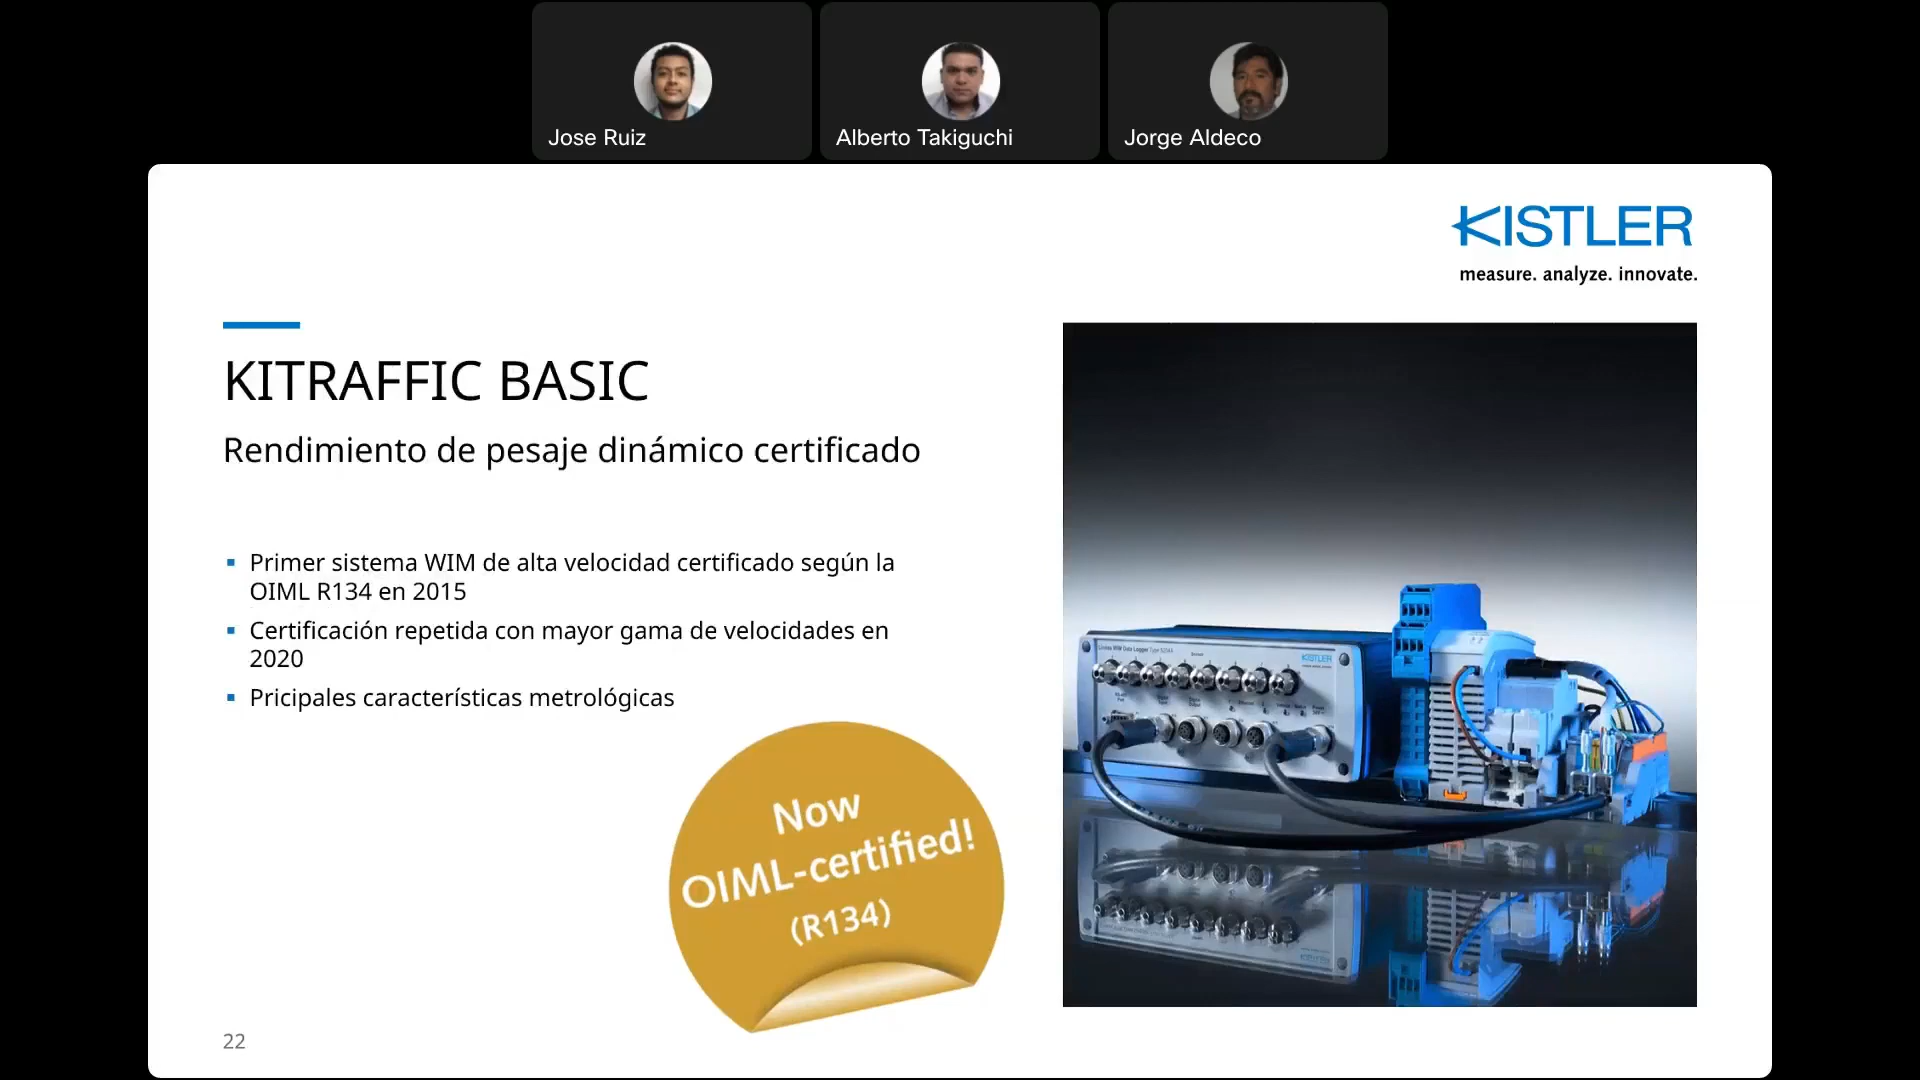 Jose Ruiz
Alberto Takiguchi
Jorge Aldeco
KISTLER
measure. analyze. innovate.
KITRAFFIC BASIC
Rendimiento de pesaje dinámico certificado
Primer sistema WIM de alta velocidad certificado según la
OIML R134 en 2015
Certificación repetida con mayor gama de velocidades en
2020
Pricipales características metrológicas
Now
OIML-certified!
(R134)
KISTLER
22